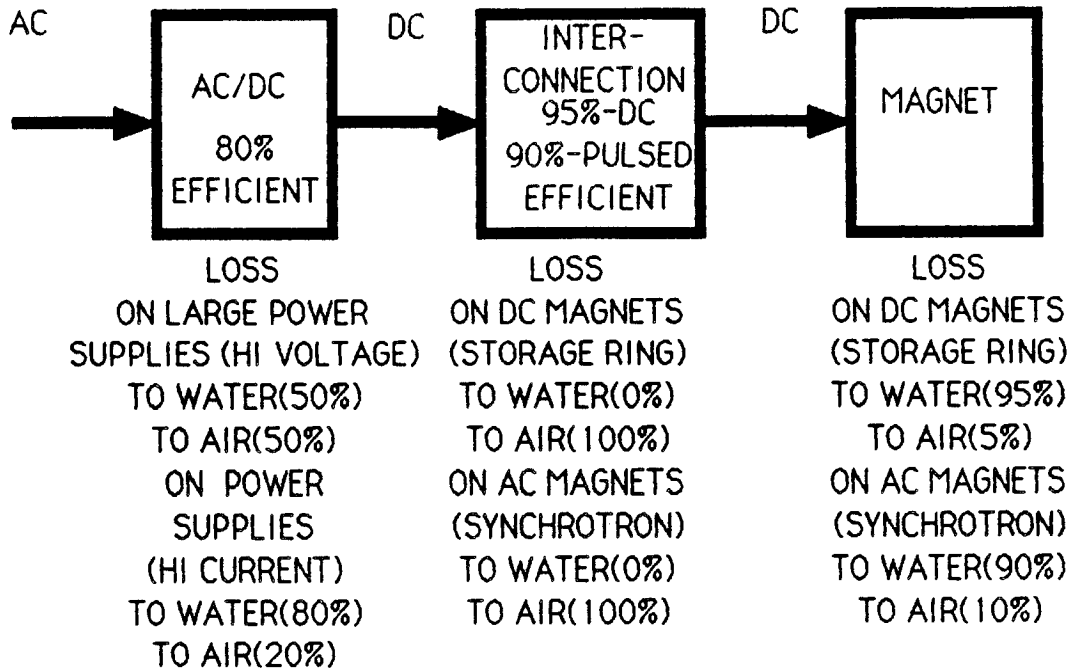 AC
AC/DC
80%
EFFICIENT
DC
INTER-
CONNECTION
95%-DC
90%-PULSED
EFFICIENT
DC
MAGNET
LOSS
ON LARGE POWER
SUPPLIES (HI VOLTAGE)
TO WATER(50%)
TO AIR(50%)
ON POWER
SUPPLIES
(HI CURRENT)
TO WATER(80%)
TO AIR(20%)
LOSS
ON DC MAGNETS
(STORAGE RING)
TO WATER(0%)
TO AIR(100%)
ON AC MAGNETS
(SYNCHROTRON)
TO WATER(0%)
TO AIR(100%)
LOSS
ON DC MAGNETS
(STORAGE RING)
TO WATER(95%)
TO AIR(5%)
ON AC MAGNETS
(SYNCHROTRON)
TO WATER(90%)
TO AIR(10%)